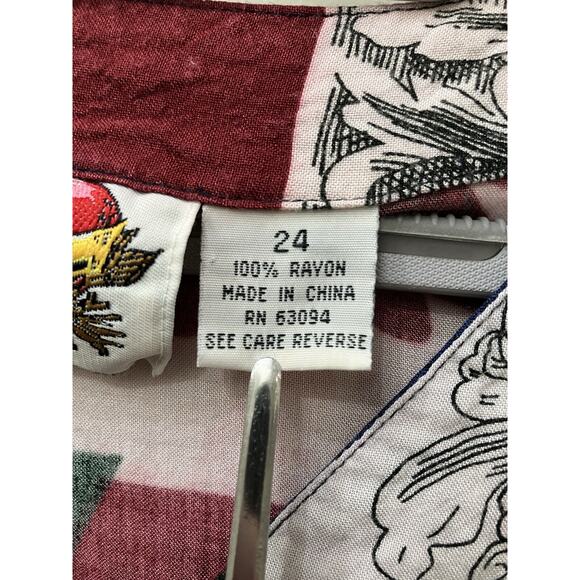 24
100% RAYON
MADE IN CHINA
RN 63094
SEE CARE REVERSE